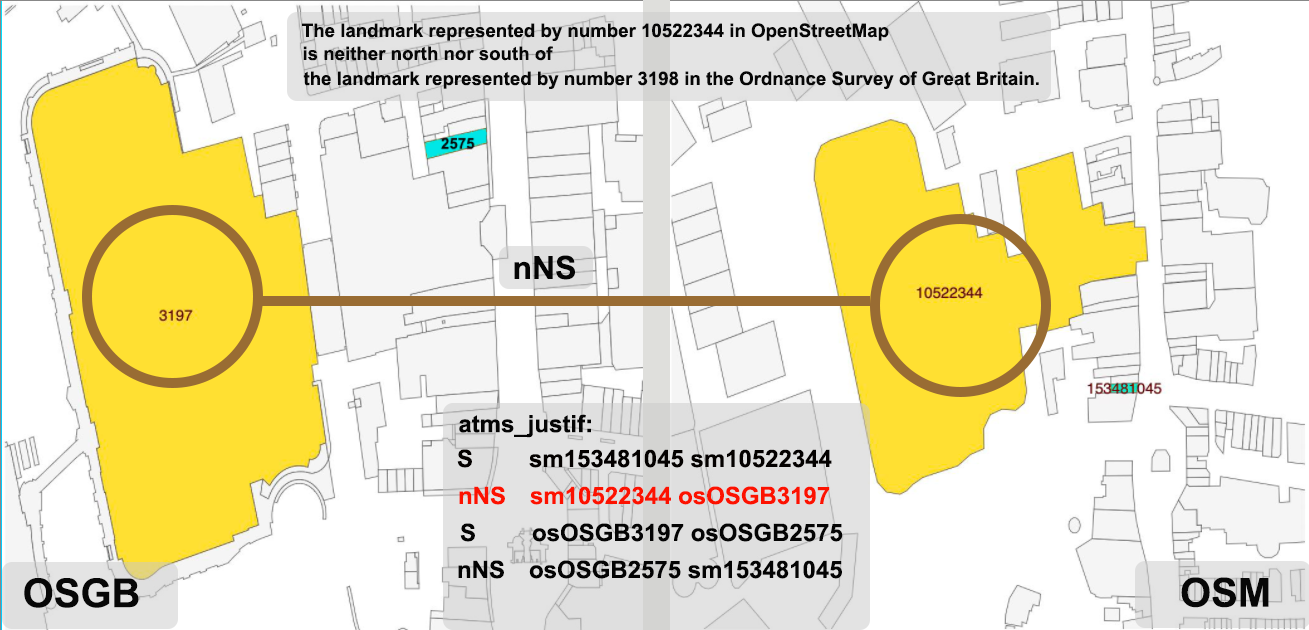 The landmark represented by number 10522344 in OpenStreetMap
is neither north nor south of
the landmark represented by number 3198 in the Ordnance Survey of Great Britain.
2575
nNS
3197
10522344
153481045
atms_justif:
S sm153481045 sm10522344
nNS sm10522344 osOSGB3197
S osOSGB3197 osOSGB2575
nNS osOSGB2575 sm153481045
OSGB
OSM